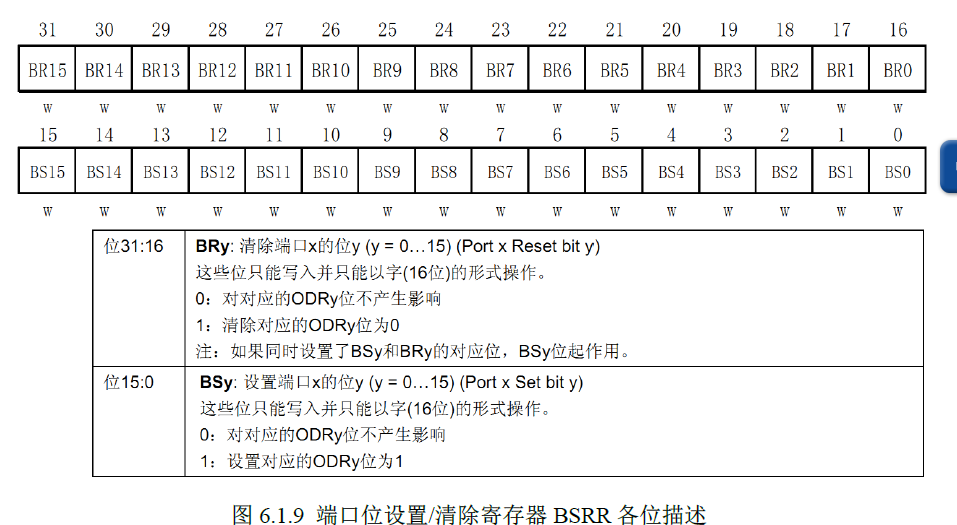 31 30 29 28 27 26 25 24 23 22 21 20 19 18 17 16
BR15 BR14 BR13 BR12 BR11 BR10 BR9 BR8 BR7 BR6 BR5 BR4 BR3 BR2 BR1 BR0
w w w w w w w w w w w w w w w w
15 14 13 12 11 10 9 8 7 6 5 4 3 2 1 0
BS15 BS14 BS13 BS12 BS11 BS10 BS9 BS8 BS7 BS6 BS5 BS4 BS3 BS2 BS1 BS0
w w w w w w w w w w w w w w w w
位31:16 BRy: 清除端口x的位y (y = 0…15) (Port x Reset bit y)
这些位只能写入并只能以字(16位)的形式操作。
0：对对应的ODRy位不产生影响
1：清除对应的ODRy位为0
注：如果同时设置了BSy和BRy的对应位，BSy位起作用。
位15:0 BSy: 设置端口x的位y (y = 0…15) (Port x Set bit y)
这些位只能写入并只能以字(16位)的形式操作。
0：对对应的ODRy位不产生影响
1：设置对应的ODRy位为1
图 6.1.9 端口位设置/清除寄存器 BSRR 各位描述